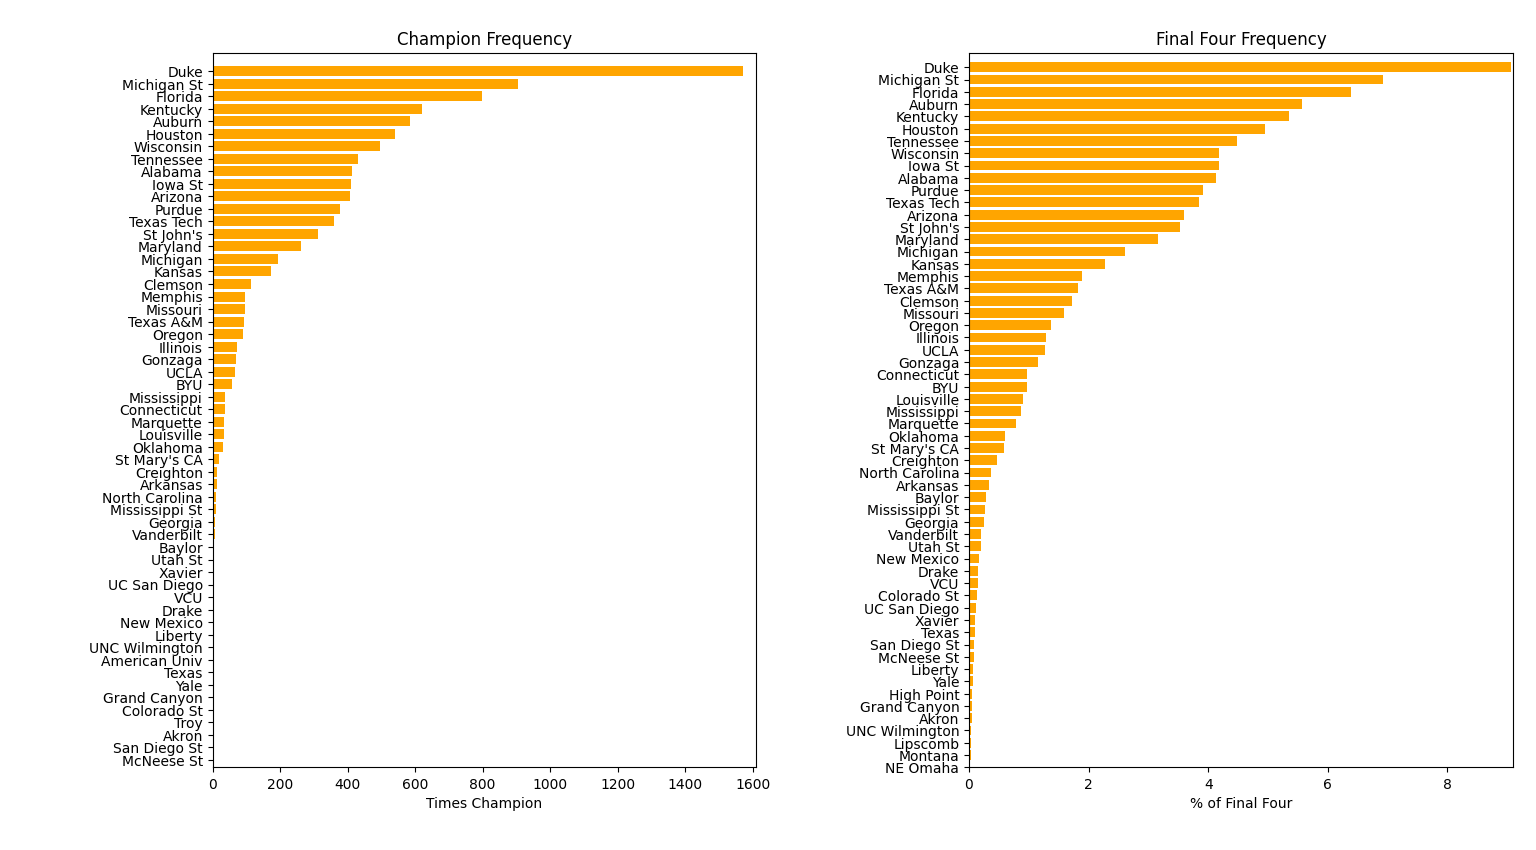 Champion Frequency
Duke
Michigan St
Florida
Kentucky
Auburn
Houston
Wisconsin
Tennessee
Alabama
Iowa St
Arizona
Purdue
Texas Tech
St John's
Maryland
Michigan
Kansas
Clemson
Memphis
Missouri
Texas A&M
Oregon
Illinois
Gonzaga
UCLA
BYU
Mississippi
Connecticut
Marquette
Louisville
Oklahoma
St Mary's CA
Creighton
Arkansas
North Carolina
Mississippi St
Georgia
Vanderbilt
Baylor
Utah St
Xavier
UC San Diego
VCU
Drake
New Mexico
Liberty
UNC Wilmington
American Univ
Texas
Yale
Grand Canyon
Colorado St
Troy
Akron
San Diego St
McNeese St
0 200 400 600 800 1000 1200 1400 1600
Times Champion
Final Four Frequency
Duke
Michigan St
Florida
Auburn
Kentucky
Houston
Tennessee
Wisconsin
Iowa St
Alabama
Purdue
Texas Tech
Arizona
St John's
Maryland
Michigan
Kansas
Memphis
Texas A&M
Clemson
Missouri
Oregon
Illinois
UCLA
Gonzaga
Connecticut
BYU
Louisville
Mississippi
Marquette
Oklahoma
St Mary's CA
Creighton
North Carolina
Arkansas
Baylor
Mississippi St
Georgia
Vanderbilt
Utah St
New Mexico
Drake
VCU
Colorado St
UC San Diego
Xavier
Texas
San Diego St
McNeese St
Liberty
Yale
High Point
Grand Canyon
Akron
UNC Wilmington
Lipscomb
Montana
NE Omaha
0 2 4 6 8
% of Final Four